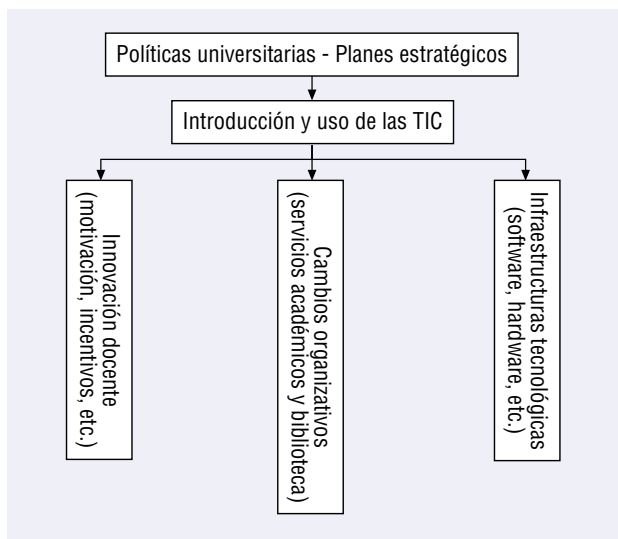 Políticas universitarias - Planes estratégicos
Introducción y uso de las TIC
Innovación docente
(motivación, incentivos, etc.)
Cambios organizativos
(servicios académicos y biblioteca)
Infraestructuras tecnológicas
(software, hardware, etc.)